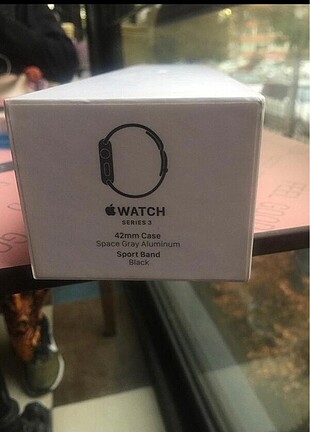 WATCH
SERIES 3
42mm Case
Space Gray Aluminum
Sport Band
Black